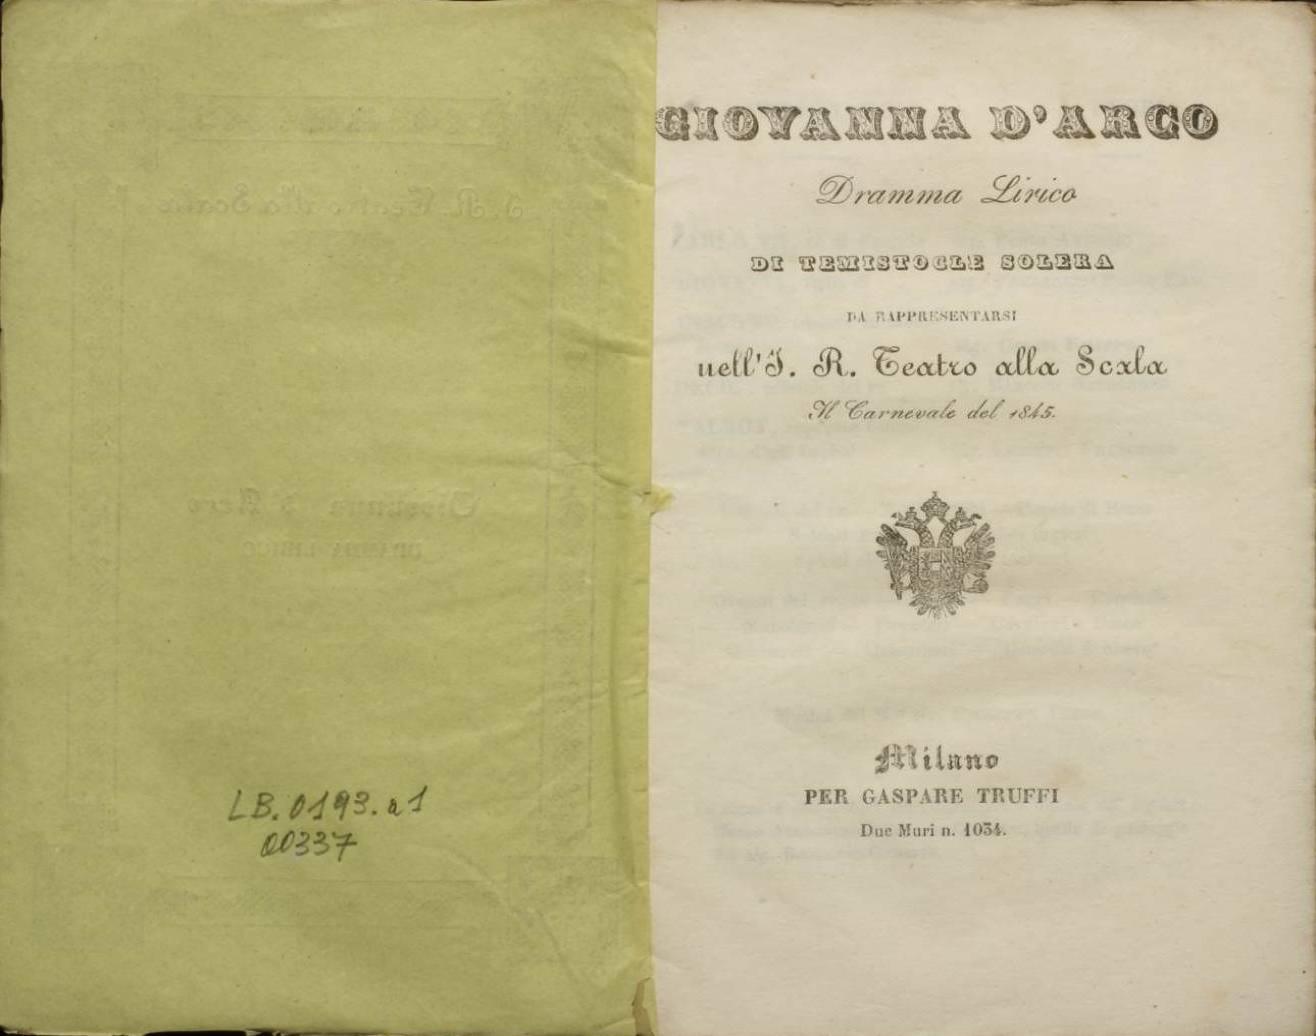 LB.0193.a1
00337
GIOVANNA D'ARCO
Dramma Lirico
DI TEMISTOCLE SOLERA
DA RAPPRESENTARSI
nell'I. R. Teatro alla Scala
Il Carnevale del 1845.
Milano
PER GASPARE TRUFFI
Due Muri n. 1034.